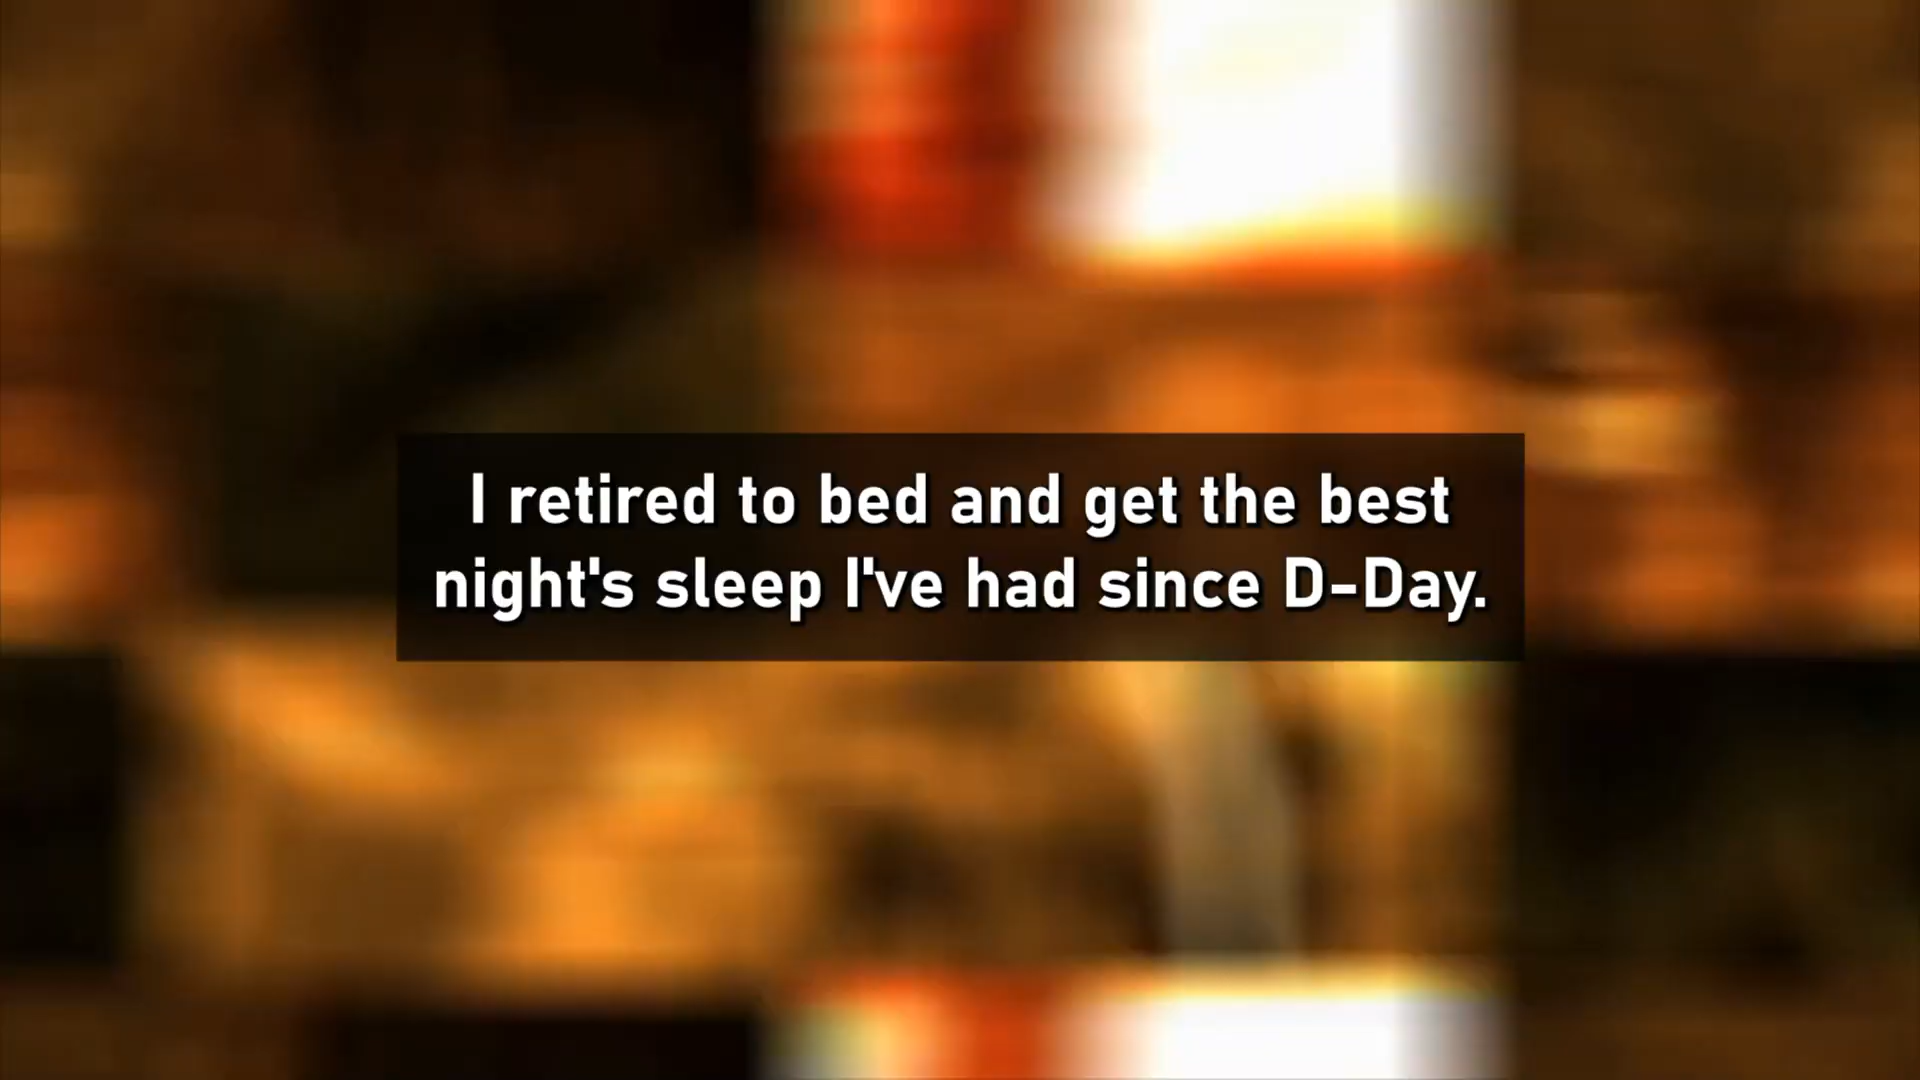 I retired to bed and get the best
night's sleep I've had since D-Day.